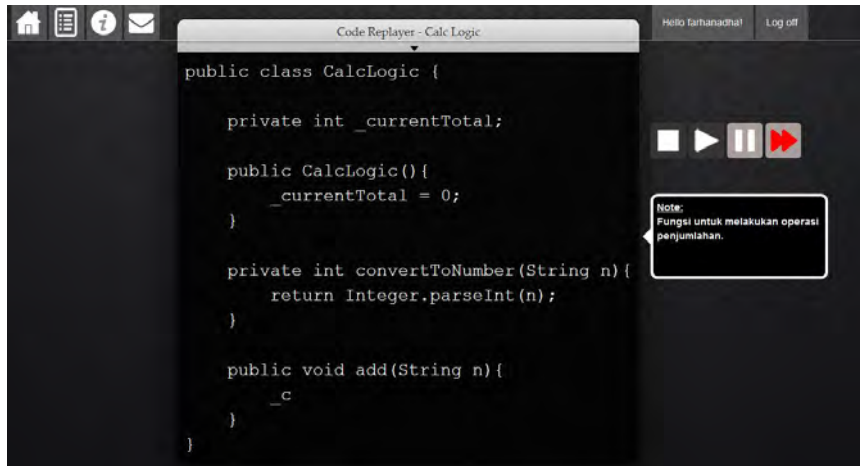 Hello farhanadha!
Log off
Code Replayer - Calc Logic
public class CalcLogic {
private int _currentTotal;
public CalcLogic(){
_currentTotal = 0;
}
private int convertToNumber(String n){
return Integer.parseInt(n);
}
public void add(String n){
_c
}
}
Note:
Fungsi untuk melakukan operasi
penjumlahan.